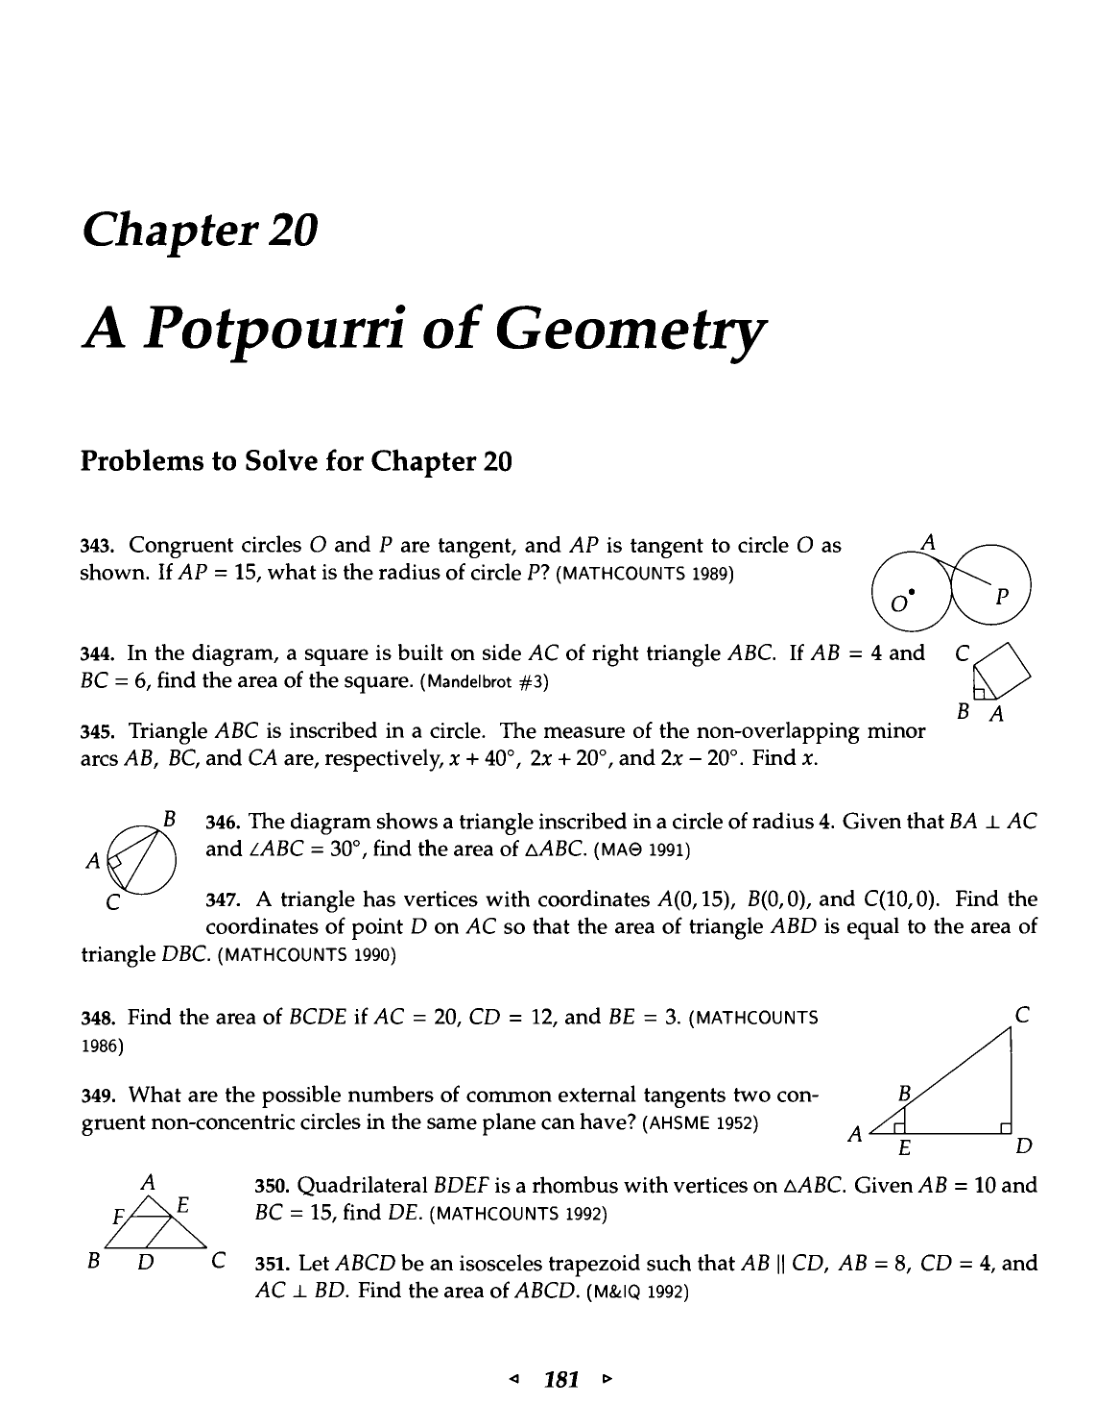 Chapter 20
A Potpourri of Geometry
Problems to Solve for Chapter 20
343. Congruent circles O and P are tangent, and AP is tangent to circle O as
shown. If AP = 15, what is the radius of circle P? (MATHCOUNTS 1989)
A
O
P
344. In the diagram, a square is built on side AC of right triangle ABC. If AB = 4 and
BC = 6, find the area of the square. (Mandelbrot #3)
C
B A
345. Triangle ABC is inscribed in a circle. The measure of the non-overlapping minor
arcs AB, BC, and CA are, respectively, x + 40°, 2x + 20°, and 2x − 20°. Find x.
B
A
C
346. The diagram shows a triangle inscribed in a circle of radius 4. Given that BA ⊥ AC
and ∠ABC = 30°, find the area of △ABC. (MAΘ 1991)
347. A triangle has vertices with coordinates A(0, 15), B(0, 0), and C(10, 0). Find the
coordinates of point D on AC so that the area of triangle ABD is equal to the area of
triangle DBC. (MATHCOUNTS 1990)
348. Find the area of BCDE if AC = 20, CD = 12, and BE = 3. (MATHCOUNTS
1986)
C
B
A
E
D
349. What are the possible numbers of common external tangents two con-
gruent non-concentric circles in the same plane can have? (AHSME 1952)
A
F
E
B D C
350. Quadrilateral BDEF is a rhombus with vertices on △ABC. Given AB = 10 and
BC = 15, find DE. (MATHCOUNTS 1992)
351. Let ABCD be an isosceles trapezoid such that AB || CD, AB = 8, CD = 4, and
AC ⊥ BD. Find the area of ABCD. (M&IQ 1992)
◃ 181 ▹